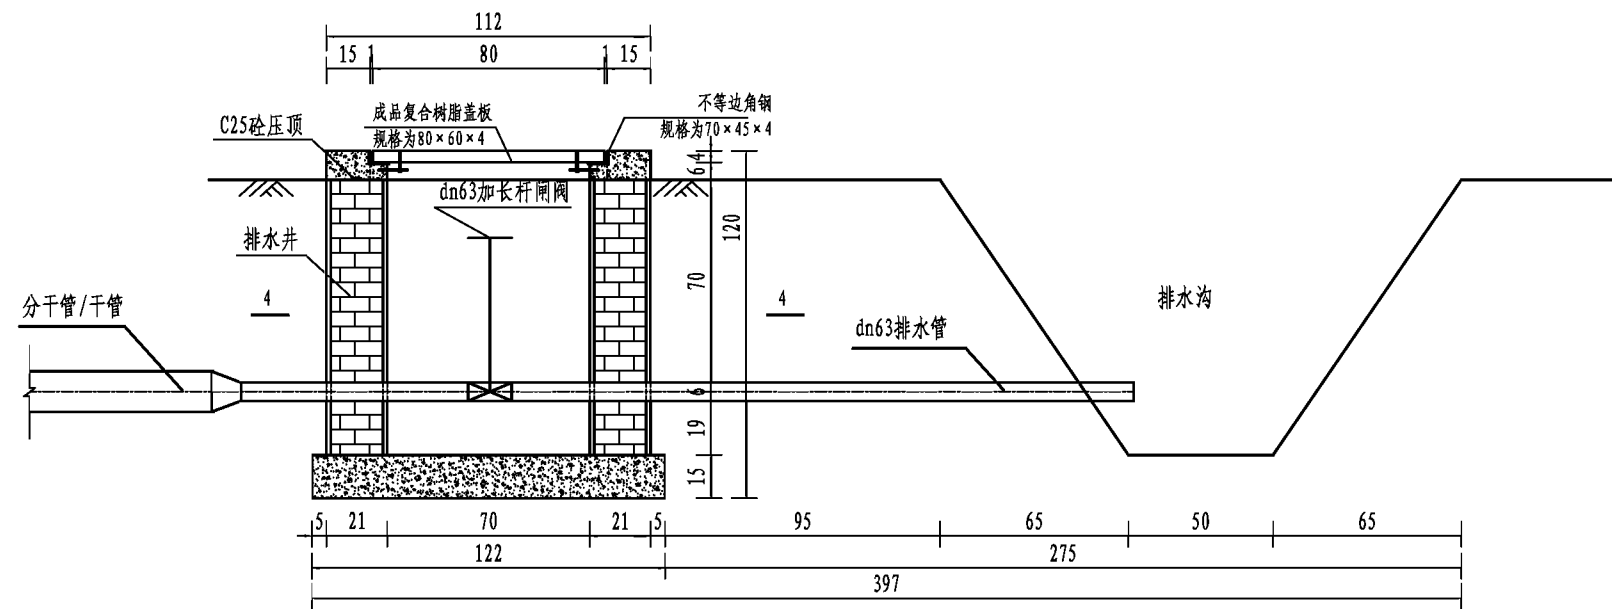 112
15 1 80 1 15
成品复合树脂盖板
规格为80×60×4
不等边角钢
规格为70×45×4
C25砼压顶
4
6
dn63加长杆闸阀
120
排水井
70
4
4
排水沟
分干管/干管
dn63排水管
6
19
15
5 21 70 21 5 95 65 50 65
122 275
397